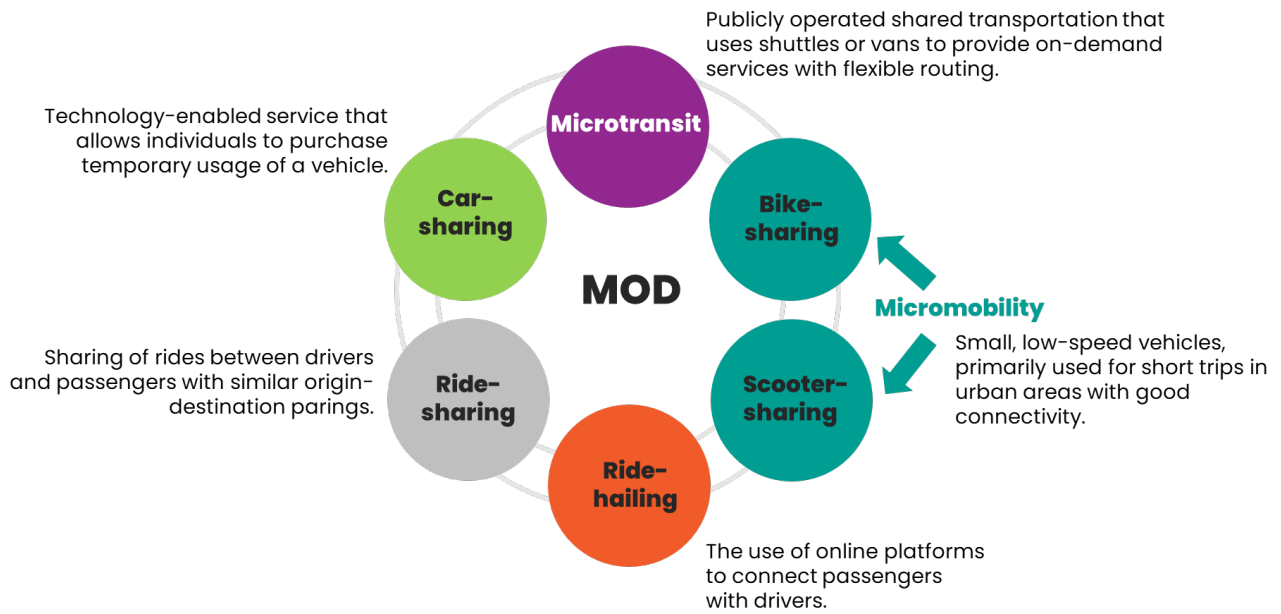 Publicly operated shared transportation that
uses shuttles or vans to provide on-demand
services with flexible routing.
Microtransit
Technology-enabled service that
allows individuals to purchase
temporary usage of a vehicle.
Car-
sharing
Bike-
sharing
MOD
Micromobility
Small, low-speed vehicles,
primarily used for short trips in
urban areas with good
connectivity.
Sharing of rides between drivers
and passengers with similar origin-
destination parings.
Ride-
sharing
Scooter-
sharing
Ride-
hailing
The use of online platforms
to connect passengers
with drivers.